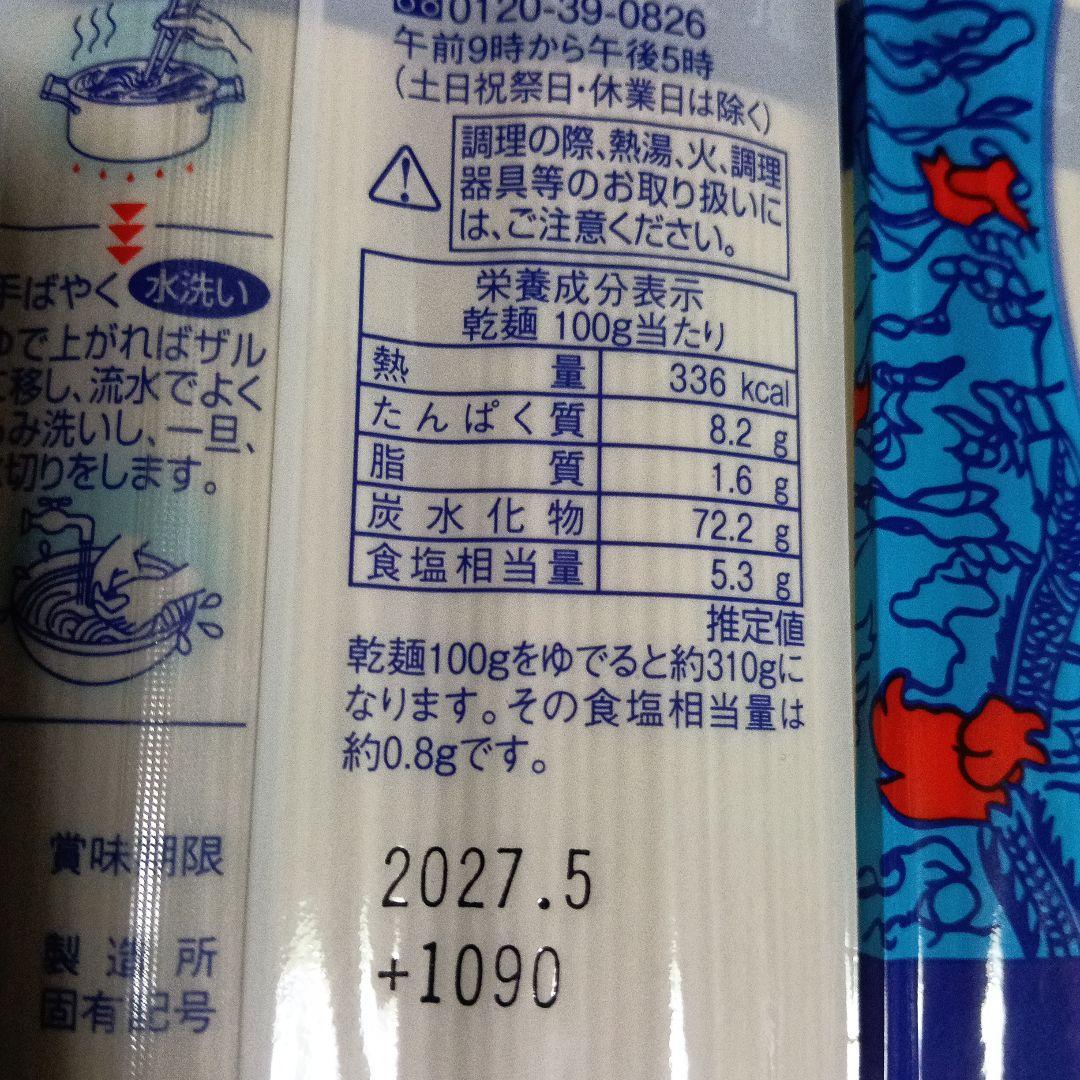 0120-39-0826
午前9時から午後5時
(土日祝祭日・休業日は除く)
調理の際、熱湯、火、調理
器具等のお取り扱いに
は、ご注意ください。
手ばやく 水洗い
ゆで上がればザル
に移し、流水でよく
もみ洗いし、一旦、
水切りをします。
栄養成分表示
乾麺 100g当たり
熱量 336 kcal
たんぱく質 8.2 g
脂質 1.6 g
炭水化物 72.2 g
食塩相当量 5.3 g
推定値
乾麺100gをゆでると約310gに
なります。その食塩相当量は
約0.8gです。
賞味期限 2027.5
製造所 +1090
固有記号